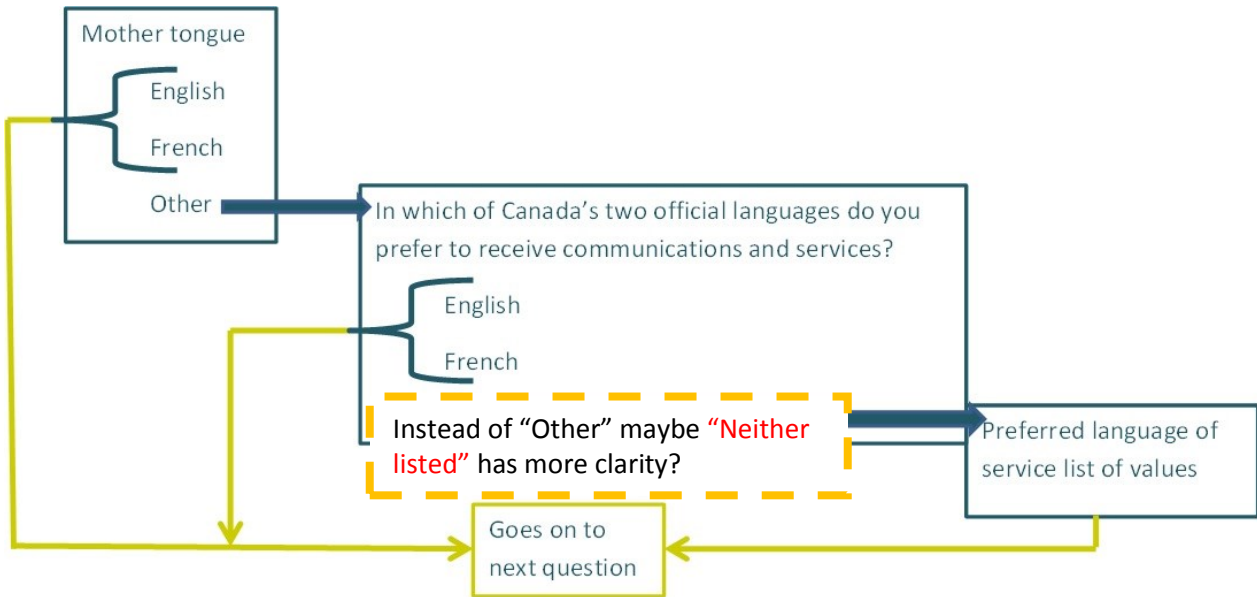 Mother tongue
English
French
Other
In which of Canada’s two official languages do you
prefer to receive communications and services?
English
French
Instead of “Other” maybe “Neither
listed” has more clarity?
Preferred language of
service list of values
Goes on to
next question